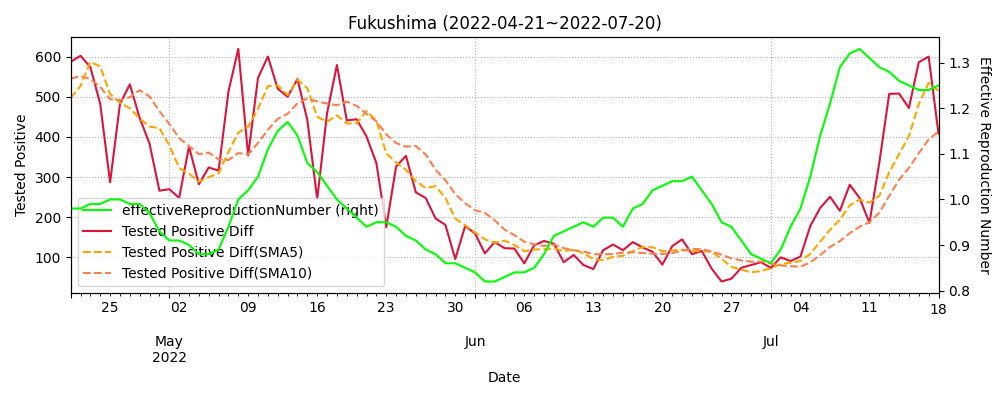 Fukushima (2022-04-21~2022-07-20)
Tested Positive
600
500
400
300
200
100
1.3
1.2
1.1
1.0
0.9
0.8
Effective Reproduction Number
effectiveReproductionNumber (right)
Tested Positive Diff
Tested Positive Diff(SMA5)
Tested Positive Diff(SMA10)
25 02 09 16 23 30 06 13 20 27 04 11 18
May Jun Jul
2022
Date